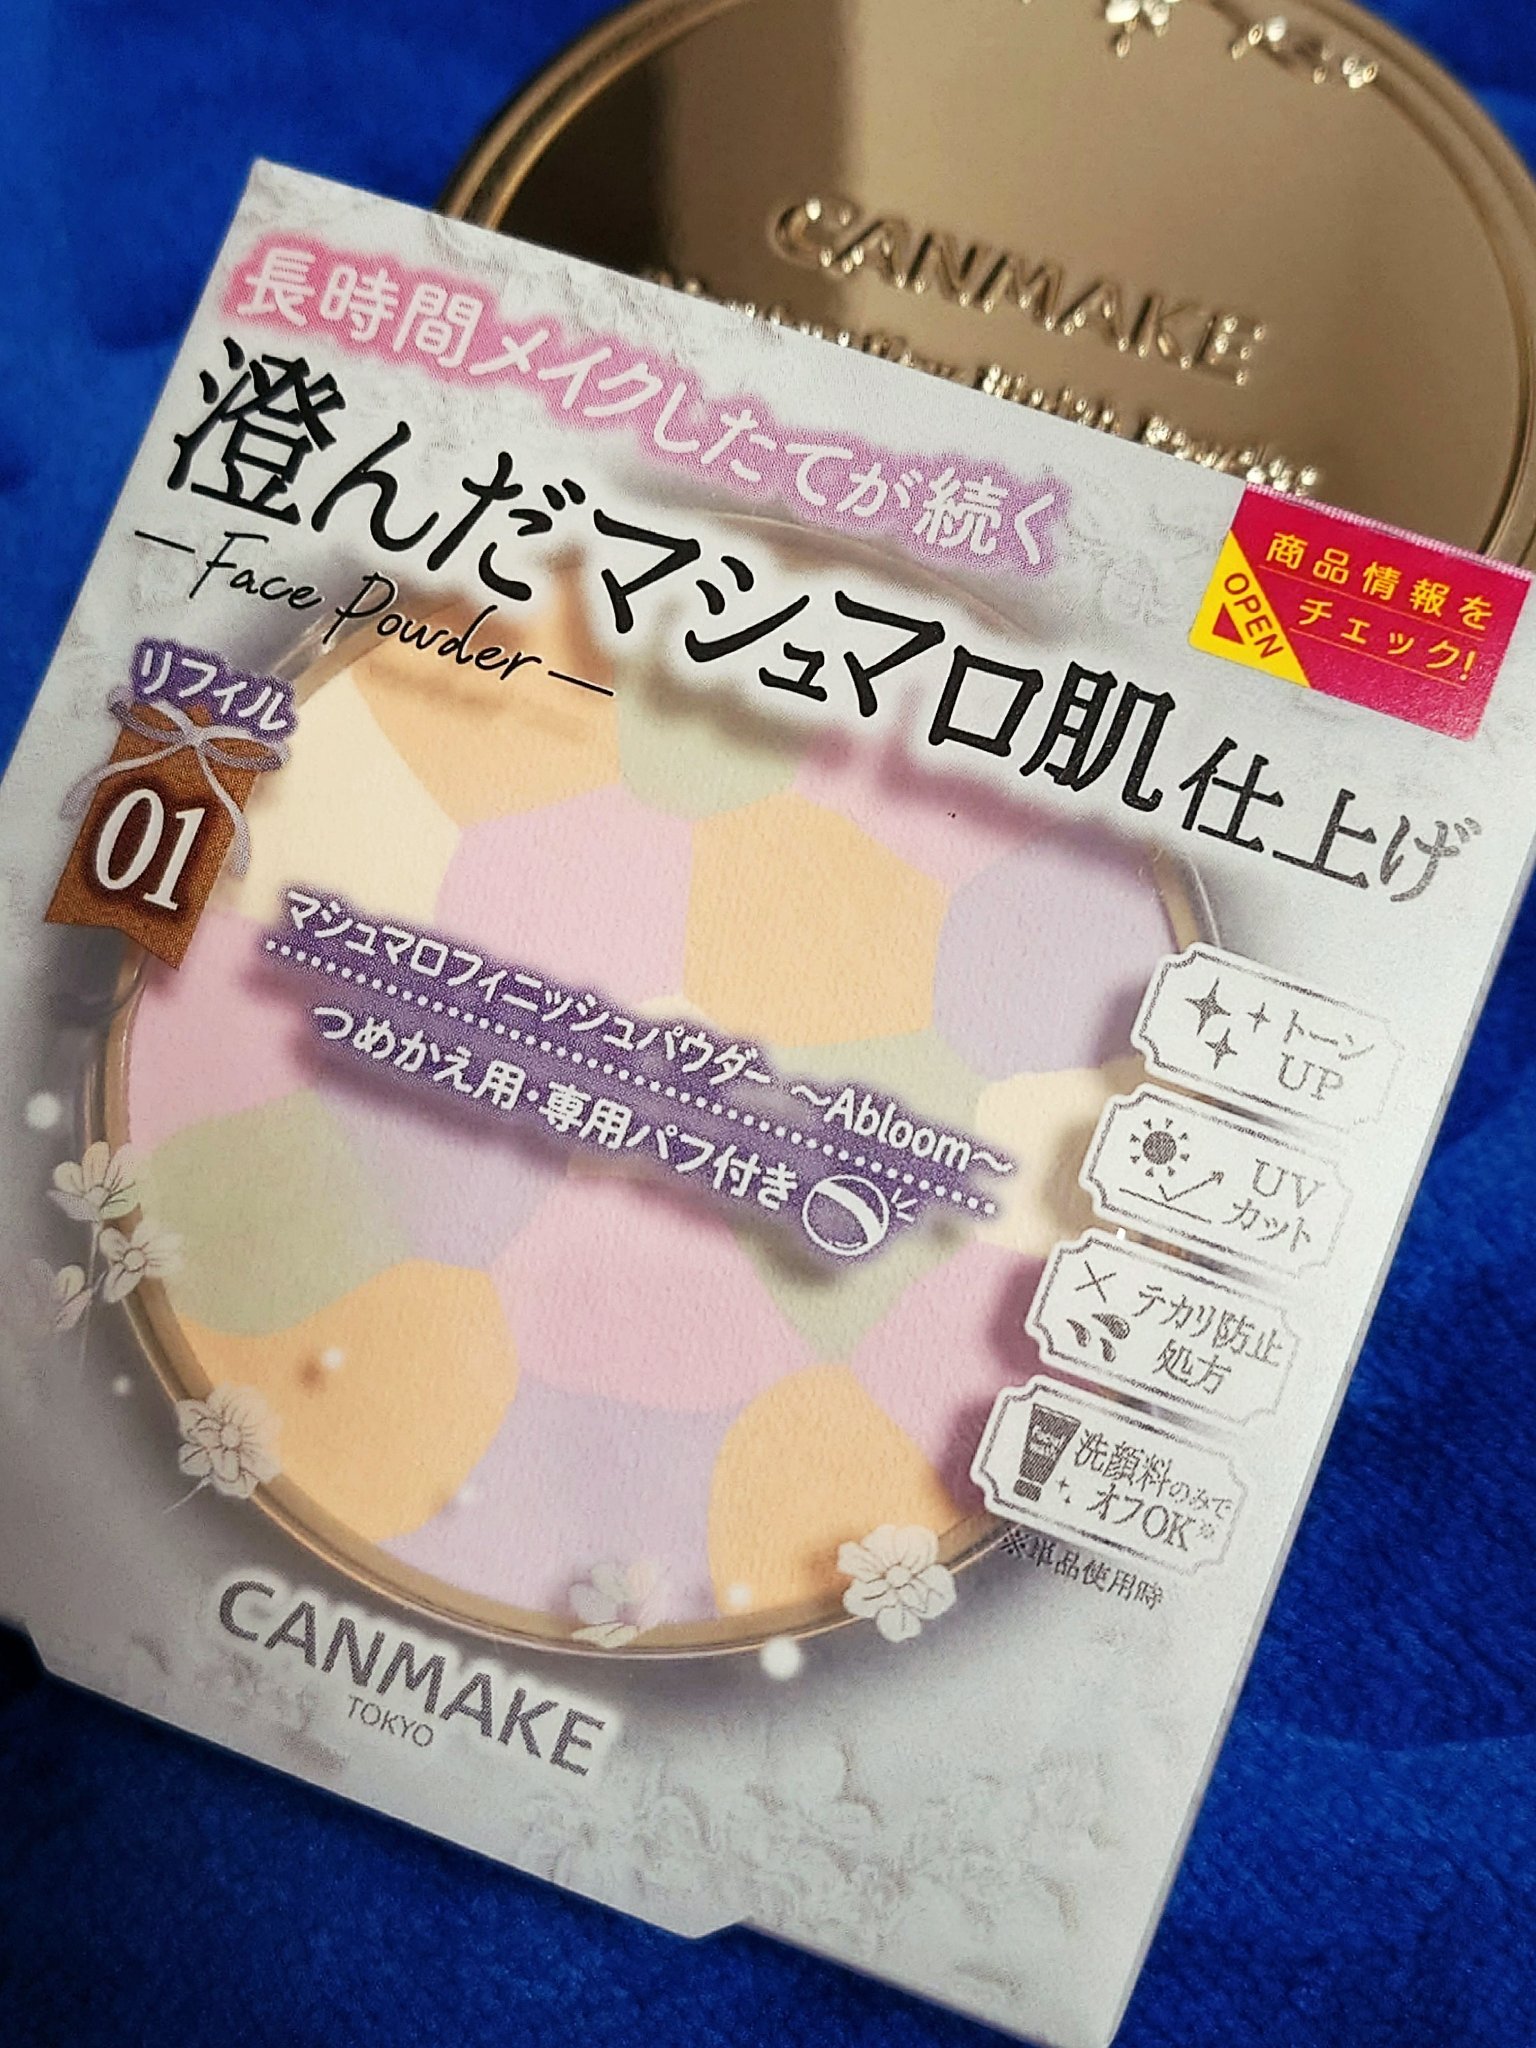 CANMAKE
長時間メイクしたてが続く
澄んだマシュマロ肌仕上げ
-Face Powder-
商品情報を
チェック!
OPEN
リフィル
01
マシュマロフィニッシュパウダー ～Abloom～
つめかえ用・専用パフ付き
トーン
UP
UV
カット
テカリ防止
処方
洗顔料のみで
オフOK※
※単品使用時
CANMAKE
TOKYO